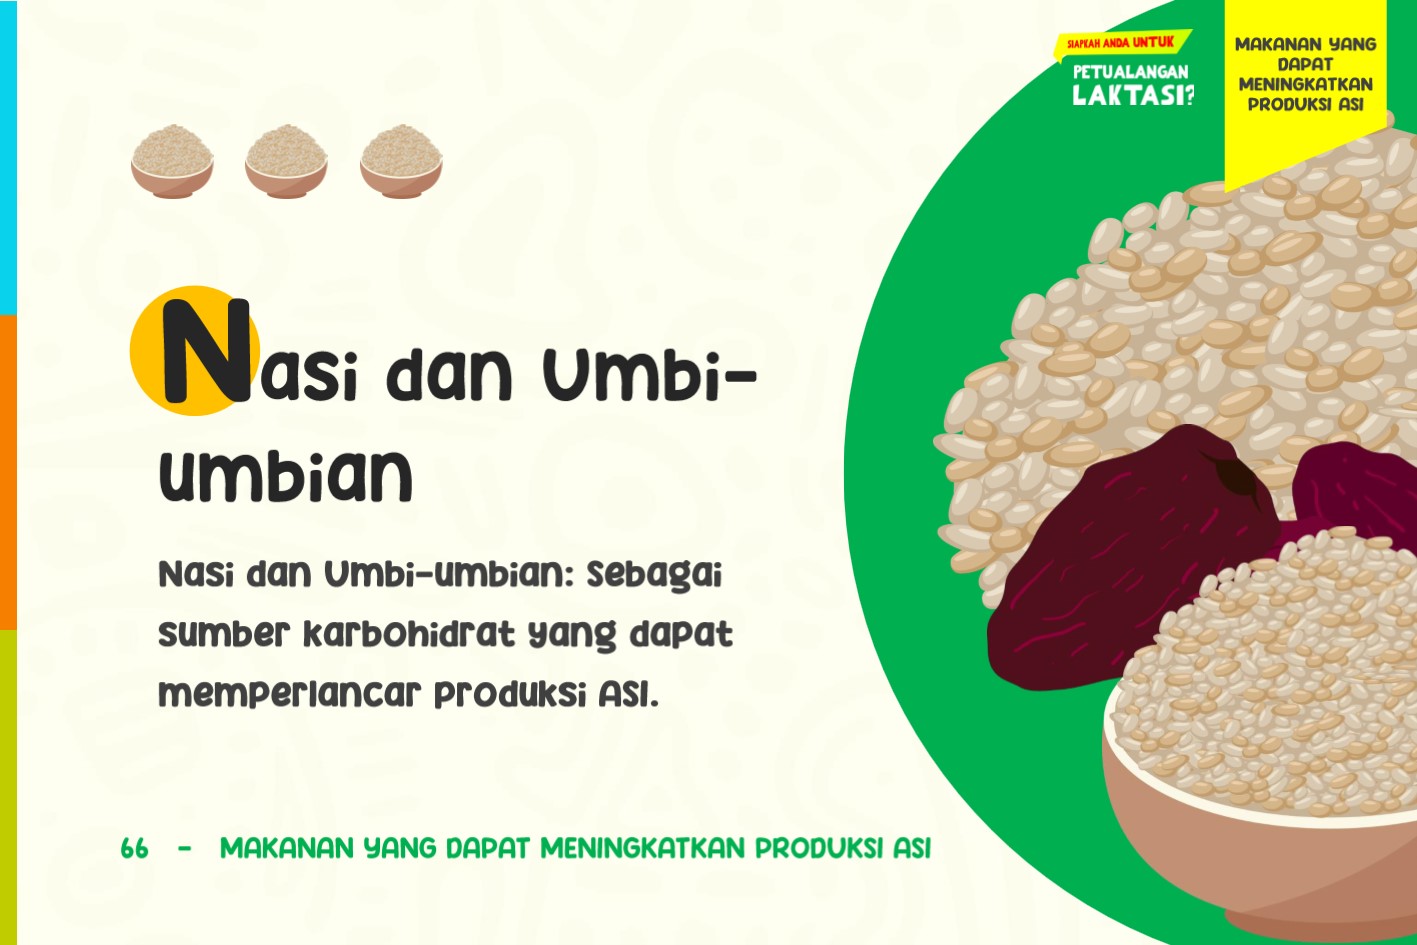 SIAPKAH ANDA UNTUK
PETUALANGAN
LAKTASI?
MAKANAN YANG
DAPAT
MENINGKATKAN
PRODUKSI ASI
Nasi dan Umbi-
umbian
Nasi dan Umbi-umbian: Sebagai
sumber karbohidrat yang dapat
memperlancar produksi ASI.
66 - MAKANAN YANG DAPAT MENINGKATKAN PRODUKSI ASI